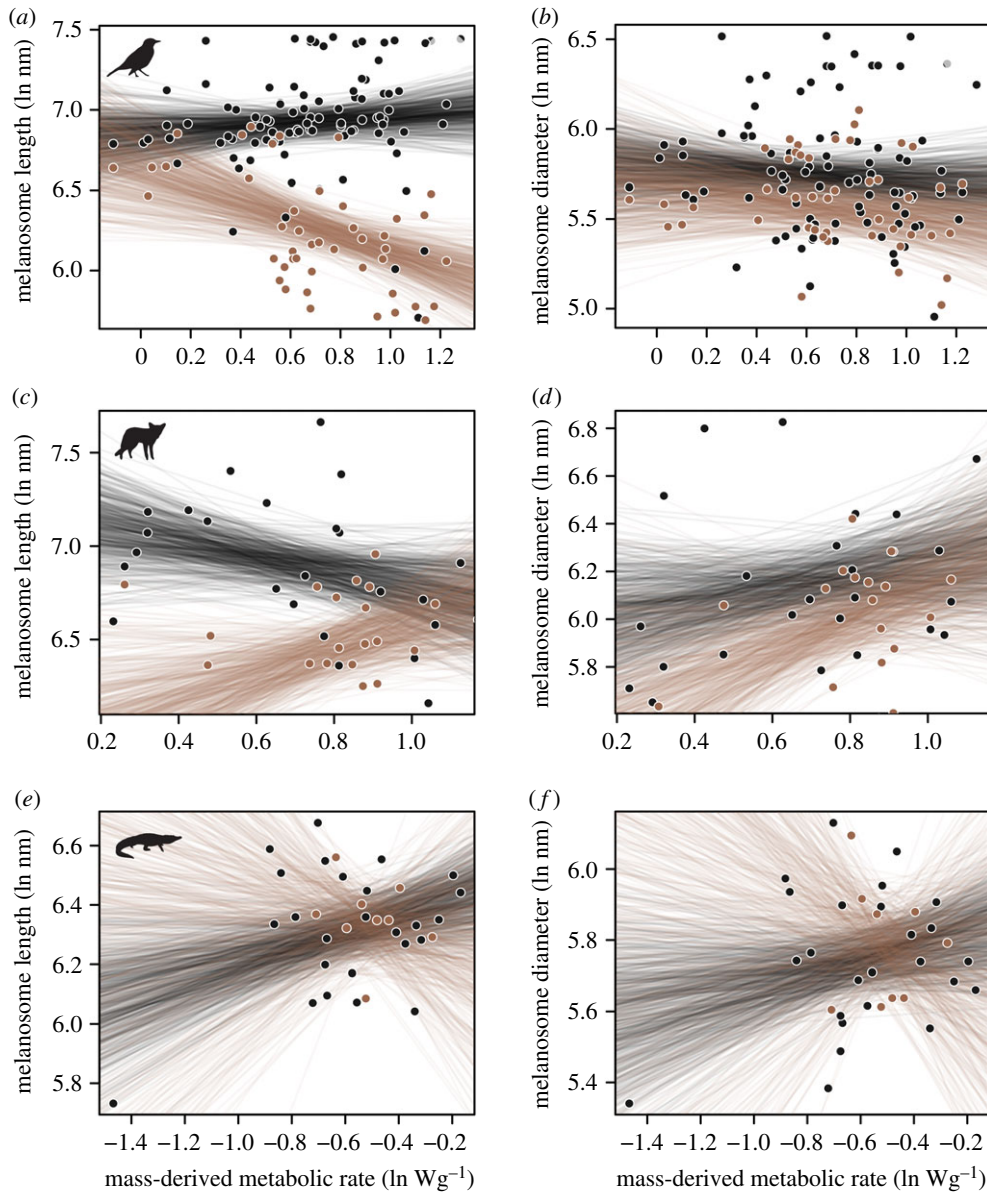 (a)
(b)
7.5
7.0
6.5
6.0
melanosome length (ln nm)
0 0.2 0.4 0.6 0.8 1.0 1.2
6.5
6.0
5.5
5.0
melanosome diameter (ln nm)
0 0.2 0.4 0.6 0.8 1.0 1.2
(c)
(d)
7.5
7.0
6.5
melanosome length (ln nm)
0.2 0.4 0.6 0.8 1.0
6.8
6.4
6.2
6.0
5.8
melanosome diameter (ln nm)
0.2 0.4 0.6 0.8 1.0
(e)
(f)
6.6
6.4
6.2
6.0
5.8
melanosome length (ln nm)
−1.4 −1.2 −1.0 −0.8 −0.6 −0.4 −0.2
mass-derived metabolic rate (ln Wg−1)
6.0
5.8
5.6
5.4
melanosome diameter (ln nm)
−1.4 −1.2 −1.0 −0.8 −0.6 −0.4 −0.2
mass-derived metabolic rate (ln Wg−1)